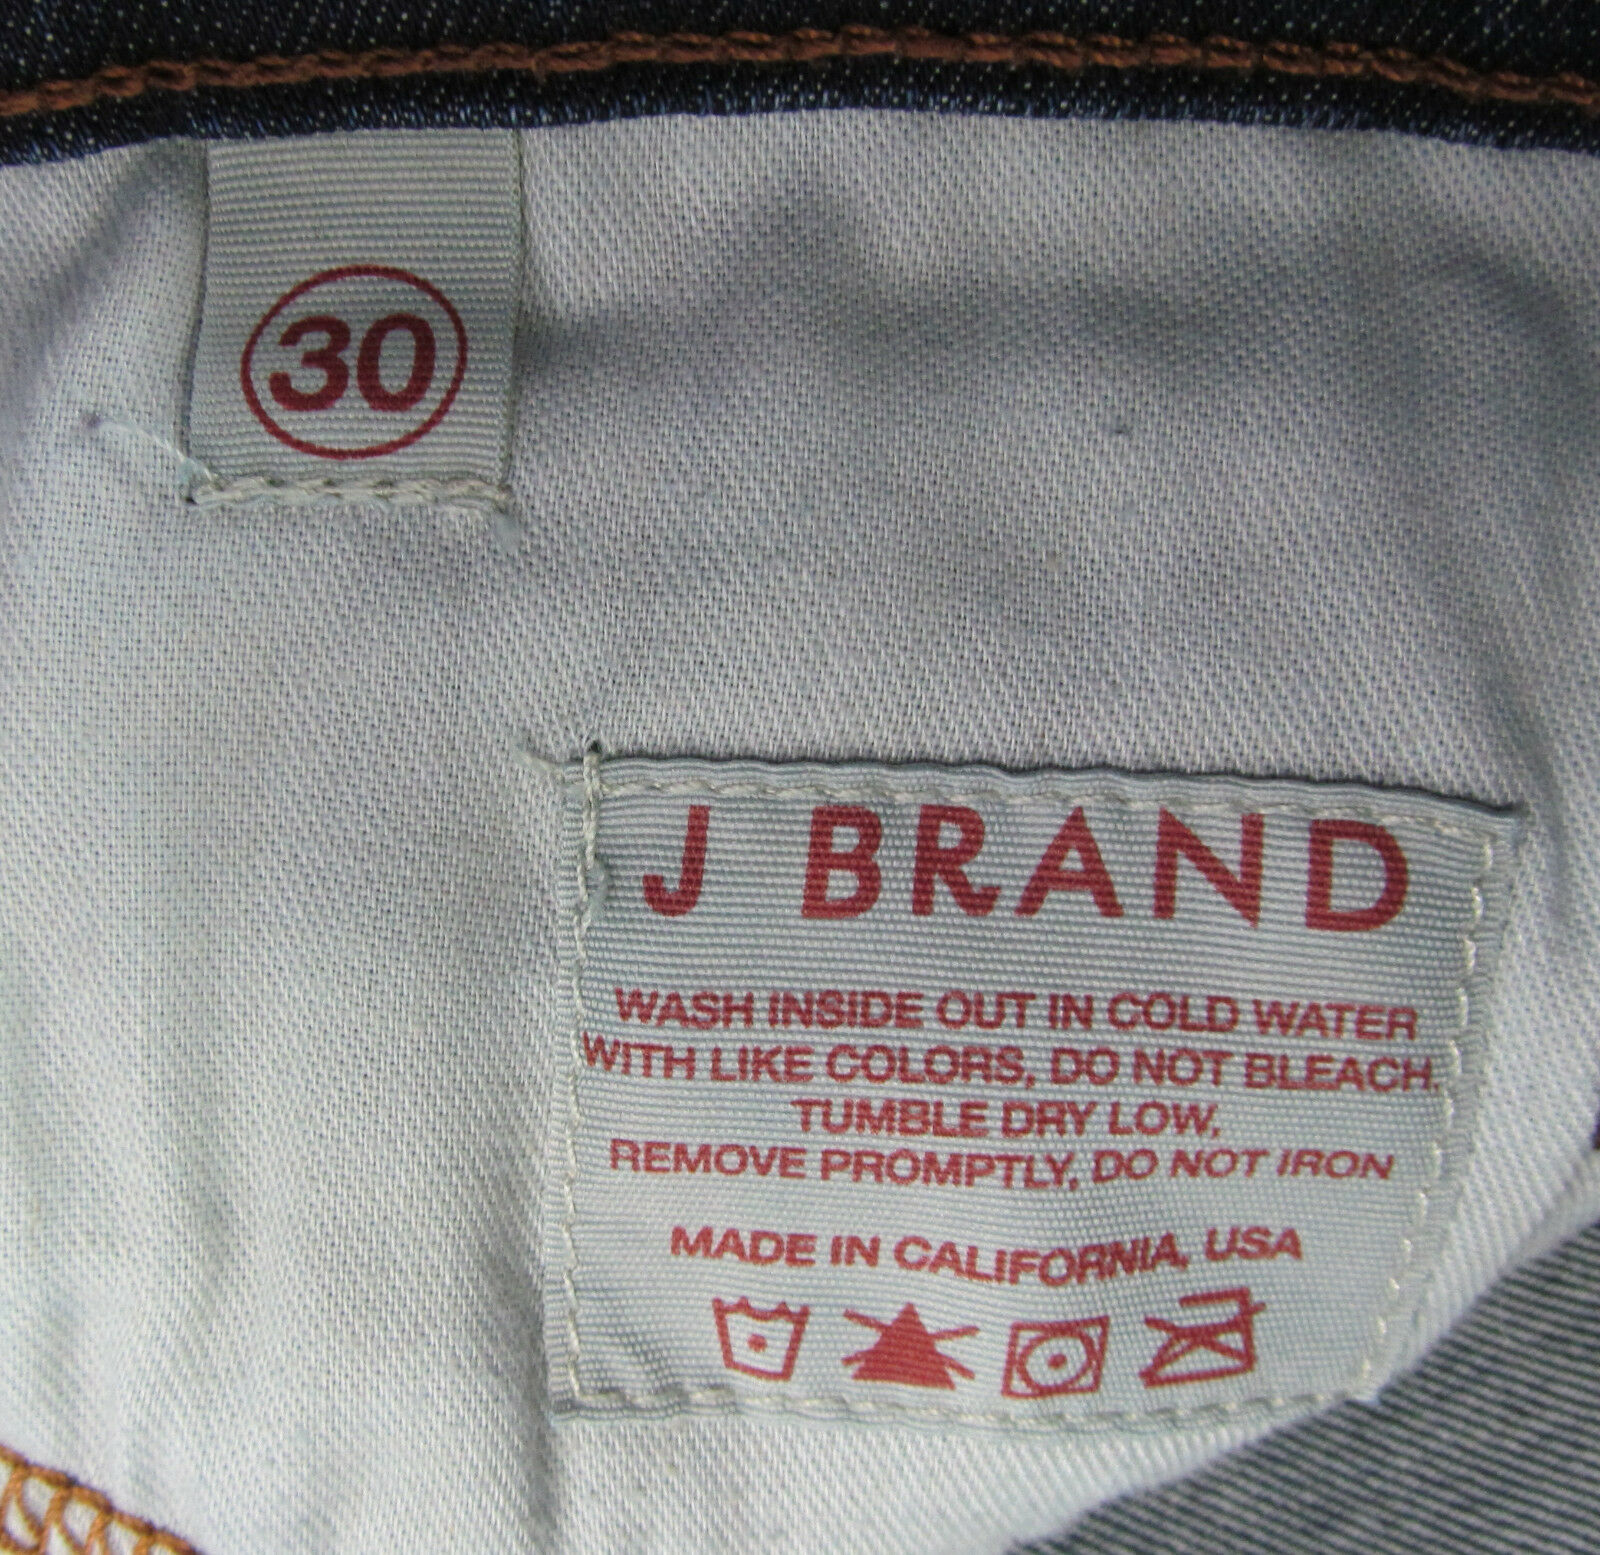 30
J BRAND
WASH INSIDE OUT IN COLD WATER
WITH LIKE COLORS, DO NOT BLEACH,
TUMBLE DRY LOW,
REMOVE PROMPTLY, DO NOT IRON
MADE IN CALIFORNIA, USA